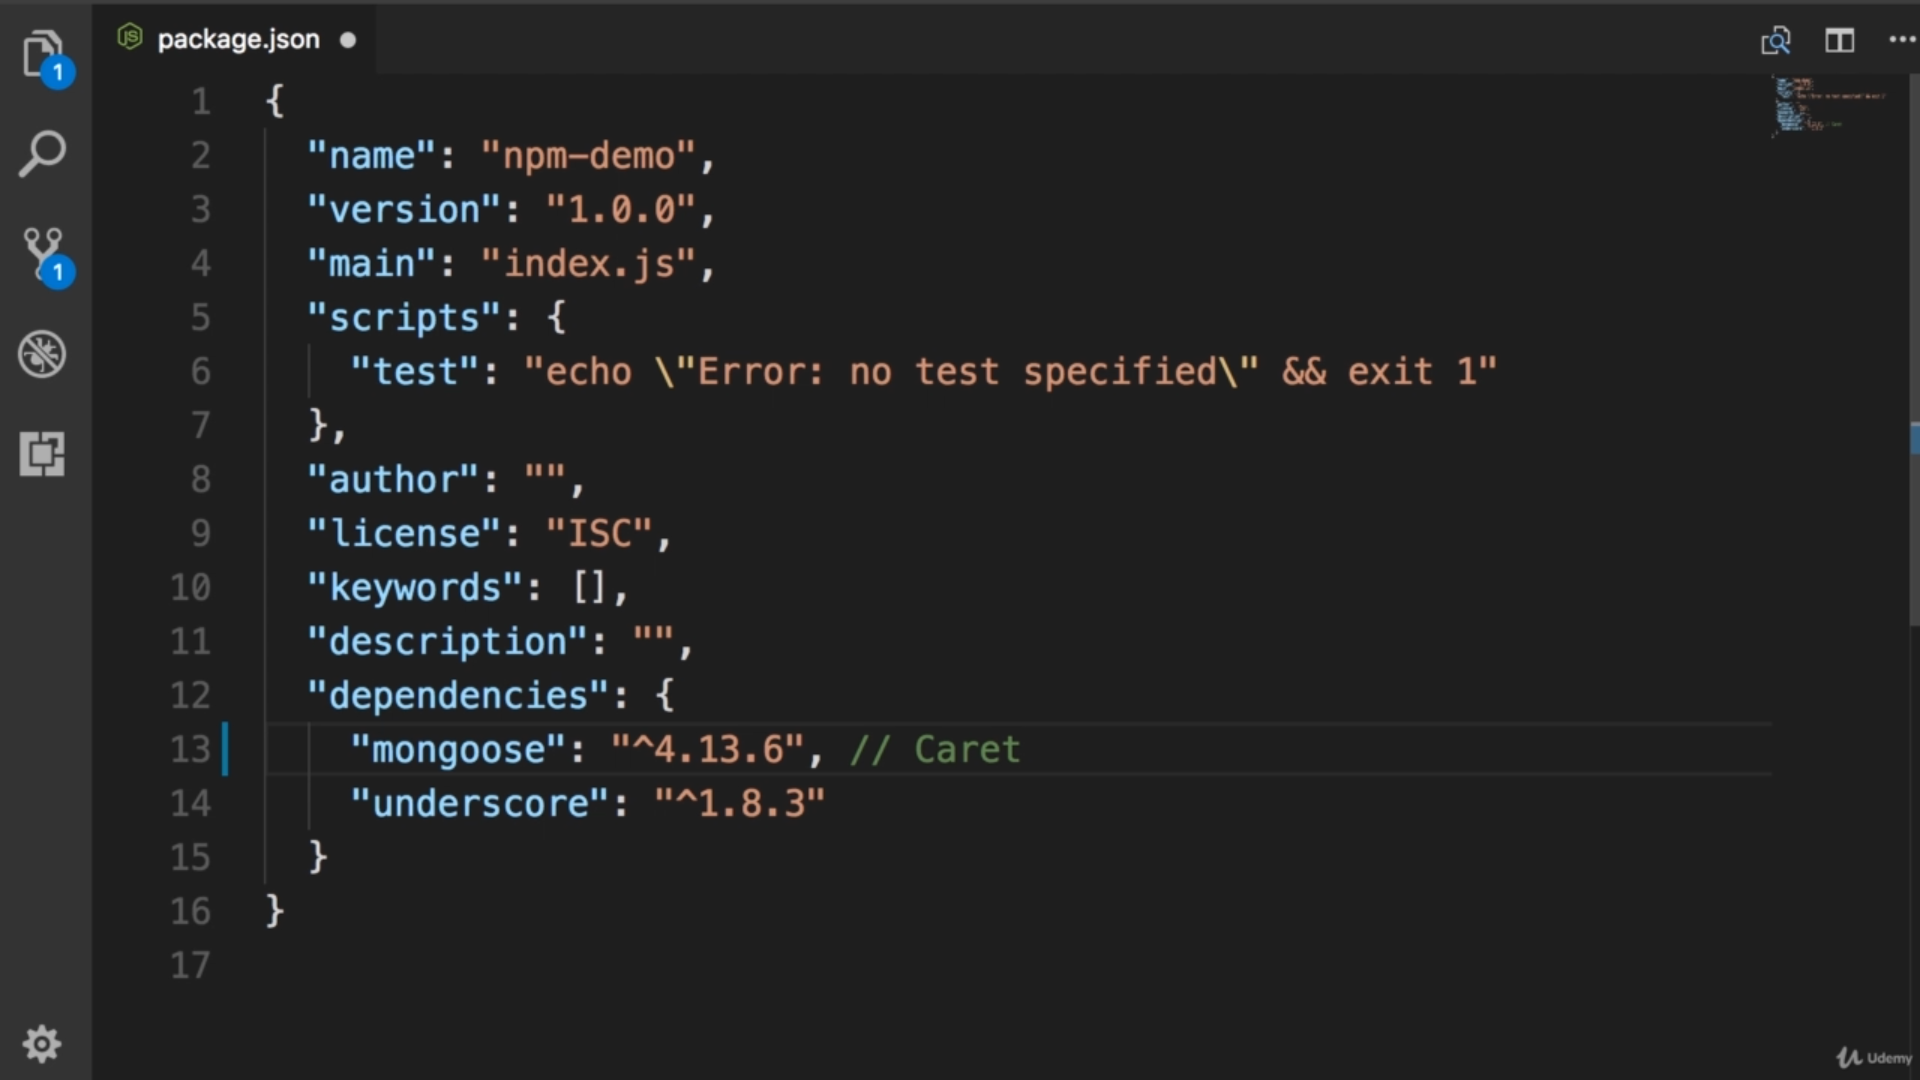 package.json
1
1 {
2 "name": "npm-demo",
3 "version": "1.0.0",
4 "main": "index.js",
1
5 "scripts": {
6 "test": "echo \"Error: no test specified\" && exit 1"
7 },
8 "author": "",
9 "license": "ISC",
10 "keywords": [],
11 "description": "",
12 "dependencies": {
13 "mongoose": "^4.13.6", // Caret
14 "underscore": "^1.8.3"
15 }
16 }
17
Udemy